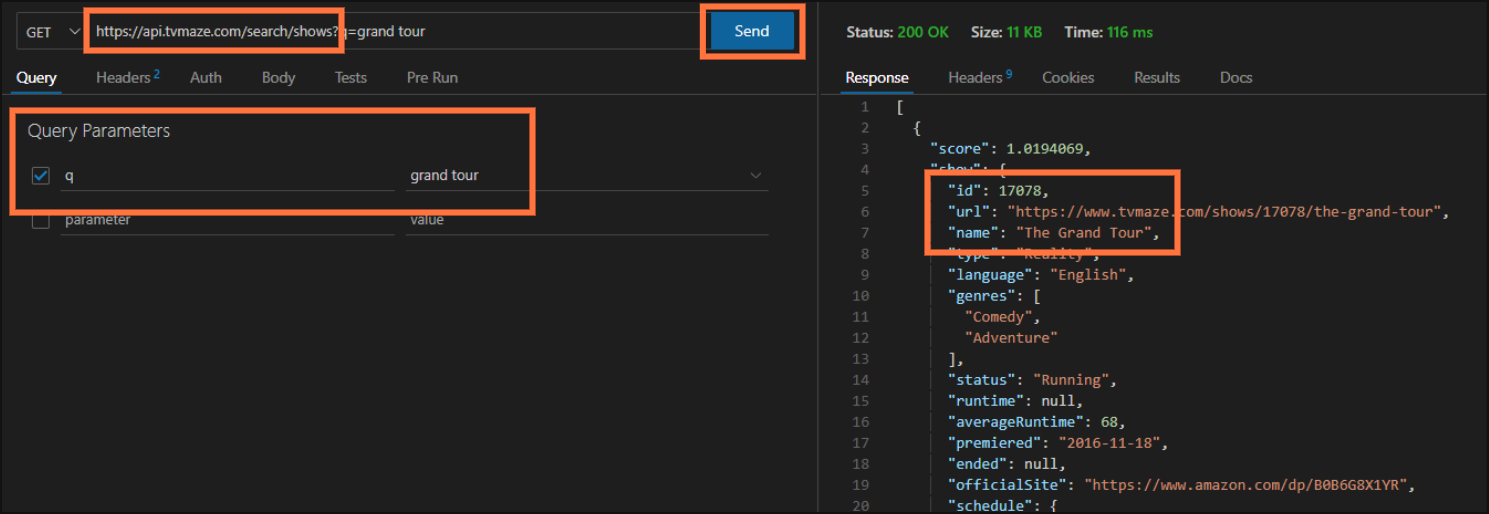 GET https://api.tvmaze.com/search/shows?q=grand tour Send
Query Headers 2 Auth Body Tests Pre Run
Query Parameters
q grand tour
parameter value
Status: 200 OK Size: 11 KB Time: 116 ms
Response Headers 9 Cookies Results Docs
1 [
2 {
3 "score": 1.0194069,
4 "show": {
5 "id": 17078,
6 "url": "https://www.tvmaze.com/shows/17078/the-grand-tour",
7 "name": "The Grand Tour",
8 "type": "Reality",
9 "language": "English",
10 "genres": [
11 "Comedy",
12 "Adventure"
13 ],
14 "status": "Running",
15 "runtime": null,
16 "averageRuntime": 68,
17 "premiered": "2016-11-18",
18 "ended": null,
19 "officialSite": "https://www.amazon.com/dp/B0B6G8X1YR",
20 "schedule": {